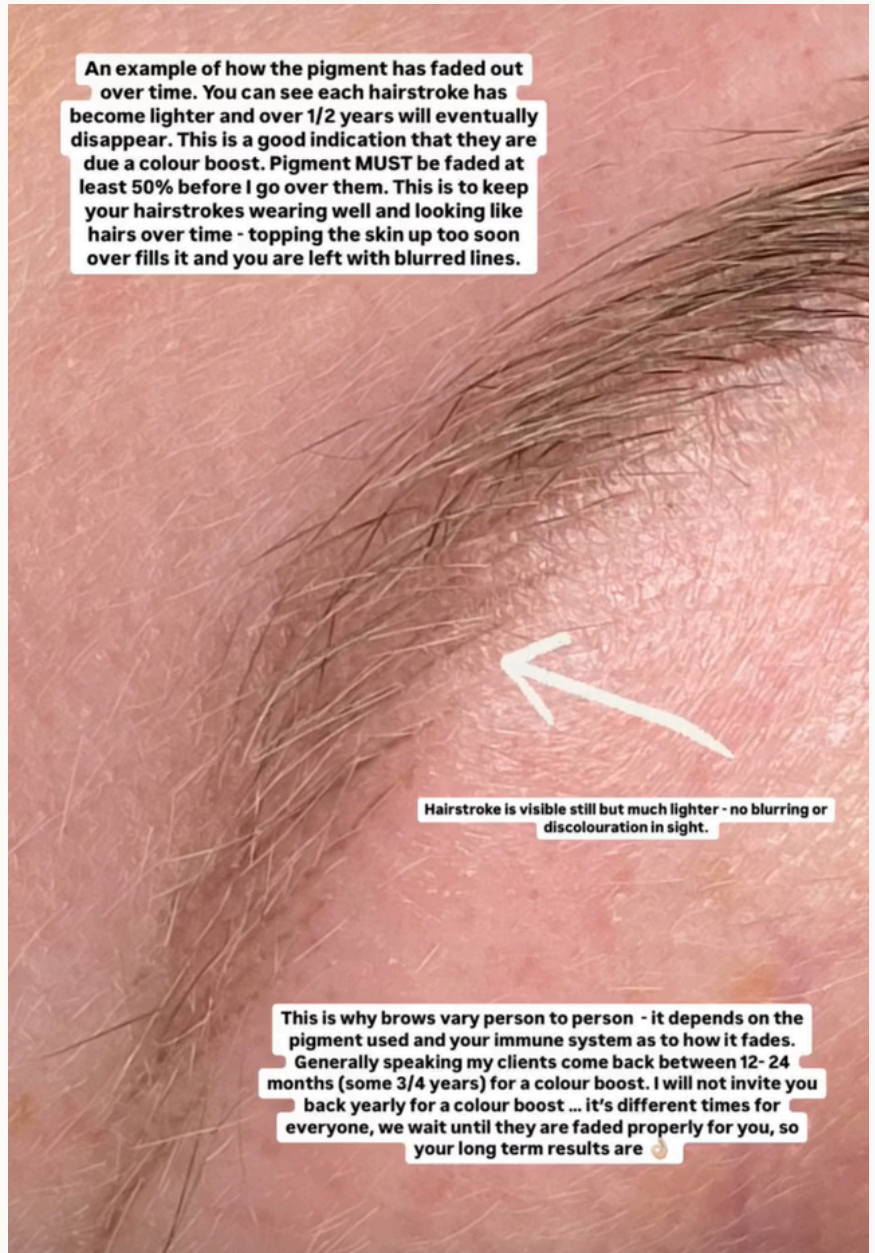 An example of how the pigment has faded out
over time. You can see each hairstroke has
become lighter and over 1/2 years will eventually
disappear. This is a good indication that they are
due a colour boost. Pigment MUST be faded at
least 50% before I go over them. This is to keep
your hairstrokes wearing well and looking like
hairs over time - topping the skin up too soon
over fills it and you are left with blurred lines.
Hairstroke is visible still but much lighter - no blurring or
discolouration in sight.
This is why brows vary person to person - it depends on the
pigment used and your immune system as to how it fades.
Generally speaking my clients come back between 12- 24
months (some 3/4 years) for a colour boost. I will not invite you
back yearly for a colour boost ... it's different times for
everyone, we wait until they are faded properly for you, so
your long term results are 👌🏼